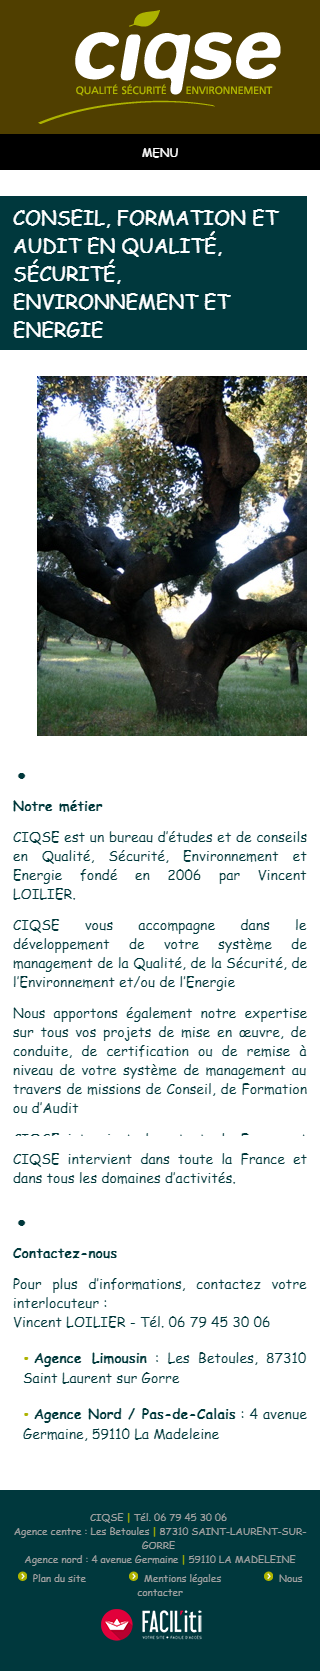 ciqse
QUALITÉ SÉCURITÉ ENVIRONNEMENT
MENU
CONSEIL, FORMATION ET
AUDIT EN QUALITÉ,
SÉCURITÉ,
ENVIRONNEMENT ET
ENERGIE
Notre métier
CIQSE est un bureau d'études et de conseils
en Qualité, Sécurité, Environnement et
Energie fondé en 2006 par Vincent
LOILIER.
CIQSE vous accompagne dans le
développement de votre système de
management de la Qualité, de la Sécurité, de
l'Environnement et/ou de l'Energie
Nous apportons également notre expertise
sur tous vos projets de mise en œuvre, de
conduite, de certification ou de remise à
niveau de votre système de management au
travers de missions de Conseil, de Formation
ou d'Audit
CIQSE intervient dans toute la France et
dans tous les domaines d'activités.
Contactez-nous
Pour plus d'informations, contactez votre
interlocuteur :
Vincent LOILIER - Tél. 06 79 45 30 06
Agence Limousin : Les Betoules, 87310
Saint Laurent sur Gorre
Agence Nord / Pas-de-Calais : 4 avenue
Germaine, 59110 La Madeleine
CIQSE | Tél. 06 79 45 30 06
Agence centre : Les Betoules | 87310 SAINT-LAURENT-SUR-
GORRE
Agence nord : 4 avenue Germaine | 59110 LA MADELEINE
Plan du site Mentions légales Nous
contacter
FACIL'iti
VOTRE SITE + FACILE D'ACCÈS